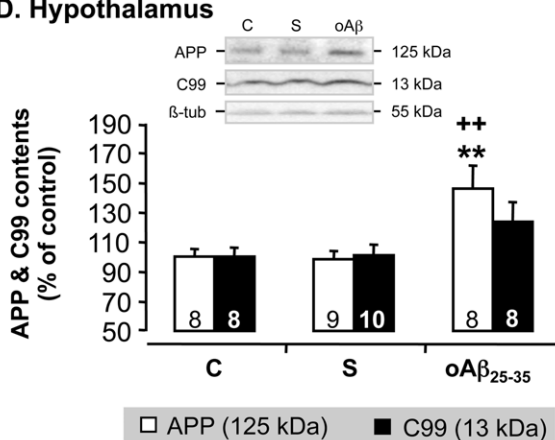 D. Hypothalamus
C S oAβ
APP 125 kDa
C99 13 kDa
ß-tub 55 kDa
APP & C99 contents
(% of control)
190
170
150
130
110
90
70
50
++
**
8 8 9 10 8 8
C S oAβ25-35
APP (125 kDa) C99 (13 kDa)